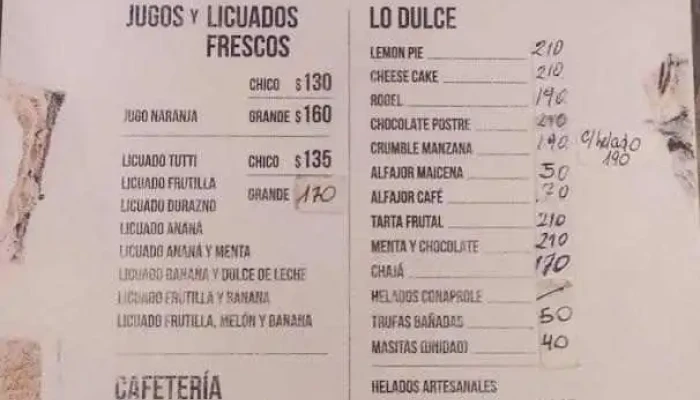 JUGOS Y LICUADOS
FRESCOS
CHICO $130
JUGO NARANJA GRANDE $160
LICUADO TUTTI CHICO $135
LICUADO FRUTILLA
GRANDE 170
LICUADO DURAZNO
LICUADO ANANÁ
LICUADO ANANÁ Y MENTA
LICUADO BANANA Y DULCE DE LECHE
LICUADO FRUTILLA Y BANANA
LICUADO FRUTILLA, MELÓN Y BANANA
CAFETERÍA
LO DULCE
LEMON PIE 210
CHEESE CAKE 210
ROGEL 190
CHOCOLATE POSTRE 210
CRUMBLE MANZANA 190 c/helado 190
ALFAJOR MAICENA 50
ALFAJOR CAFÉ 70
TARTA FRUTAL 210
MENTA Y CHOCOLATE 210
CHAJÁ 170
HELADOS CONAPROLE
TRUFAS BAÑADAS 50
MASITAS (UNIDAD) 40
HELADOS ARTESANALES